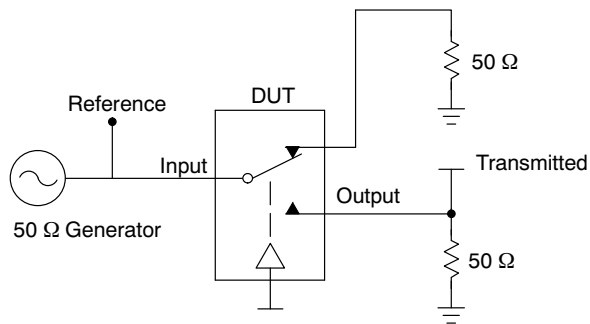 50 Ω
Reference
DUT
Input
Transmitted
Output
50 Ω Generator
50 Ω